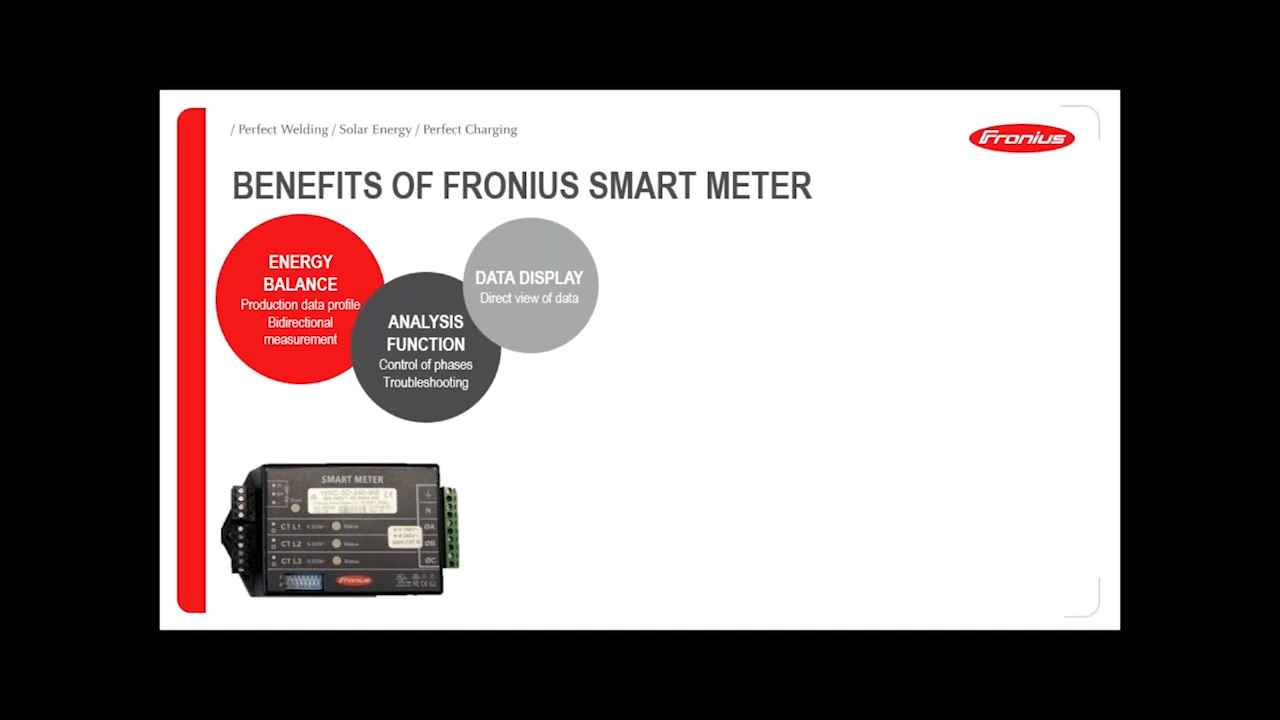 / Perfect Welding / Solar Energy / Perfect Charging
Fronius
BENEFITS OF FRONIUS SMART METER
ENERGY
BALANCE
Production data profile
Bidirectional
measurement
ANALYSIS
FUNCTION
Control of phases
Troubleshooting
DATA DISPLAY
Direct view of data
SMART METER
N
CT L1
Status
ØA
CT L2
Status
ØB
CT L3
Status
ØC
Fronius